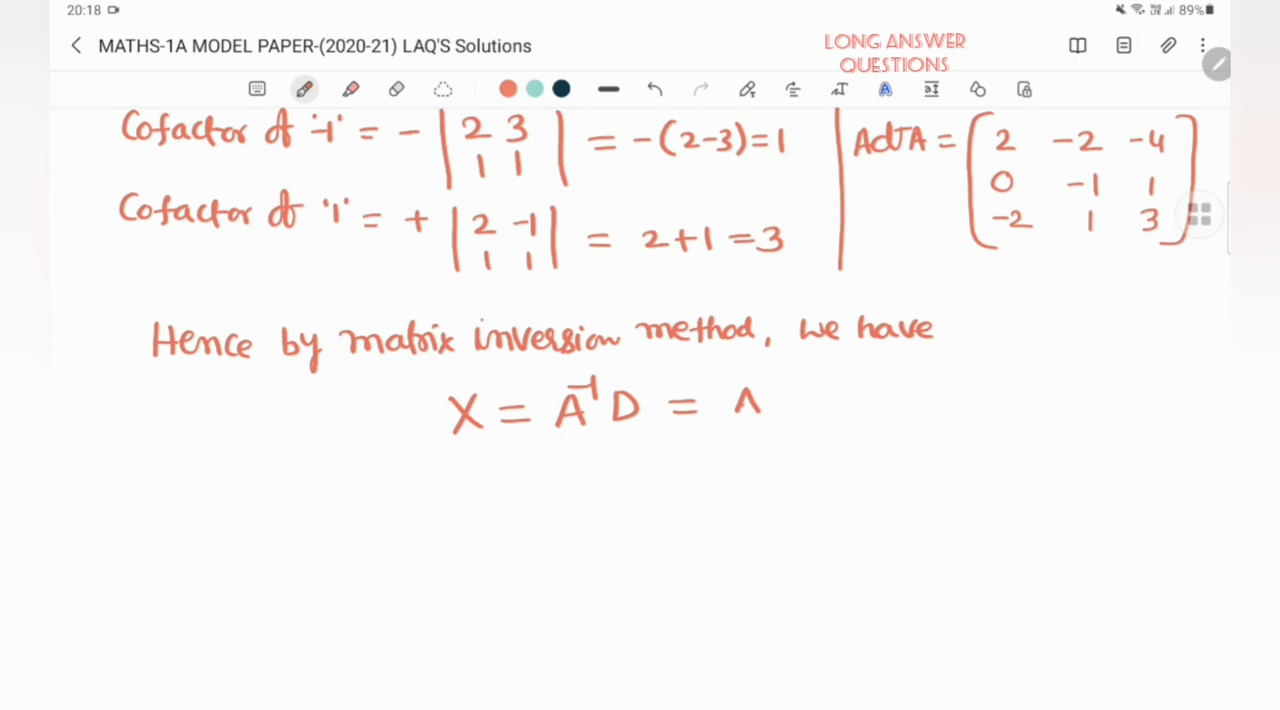 20:18 89%
MATHS-1A MODEL PAPER-(2020-21) LAQ'S Solutions
LONG ANSWER
QUESTIONS
Cofactor of '-1' = - | 2 3 | = -(2-3)=1
1 1
Cofactor of '1' = + | 2 -1 | = 2+1=3
1 1
AdJA = [ 2 -2 -4
0 -1 1
-2 1 3 ]
Hence by matrix inversion method, we have
X = A⁻¹ D =